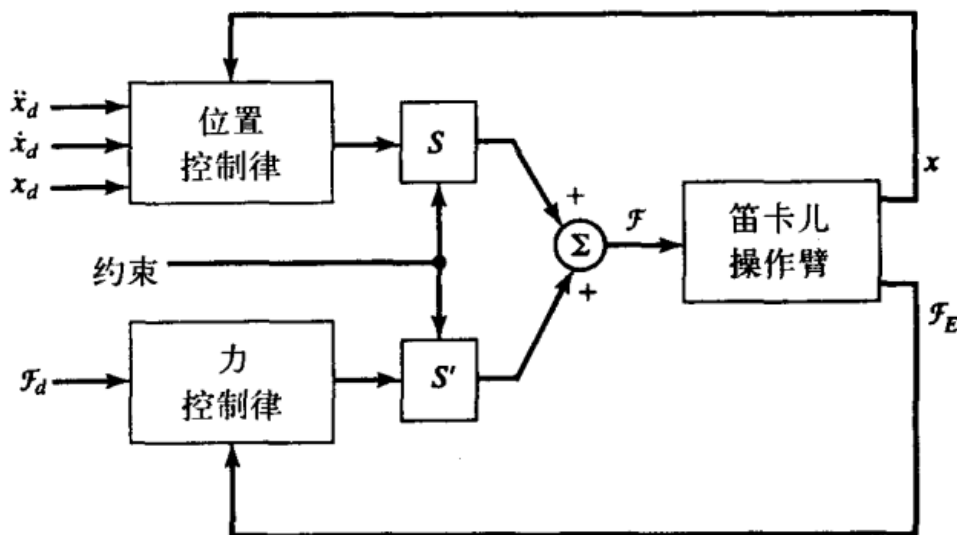 ẍ_d
ẋ_d
x_d
位置
控制律
S
+
Σ
+
ℱ
笛卡儿
操作臂
x
约束
ℱ_d
力
控制律
S′
ℱ_E